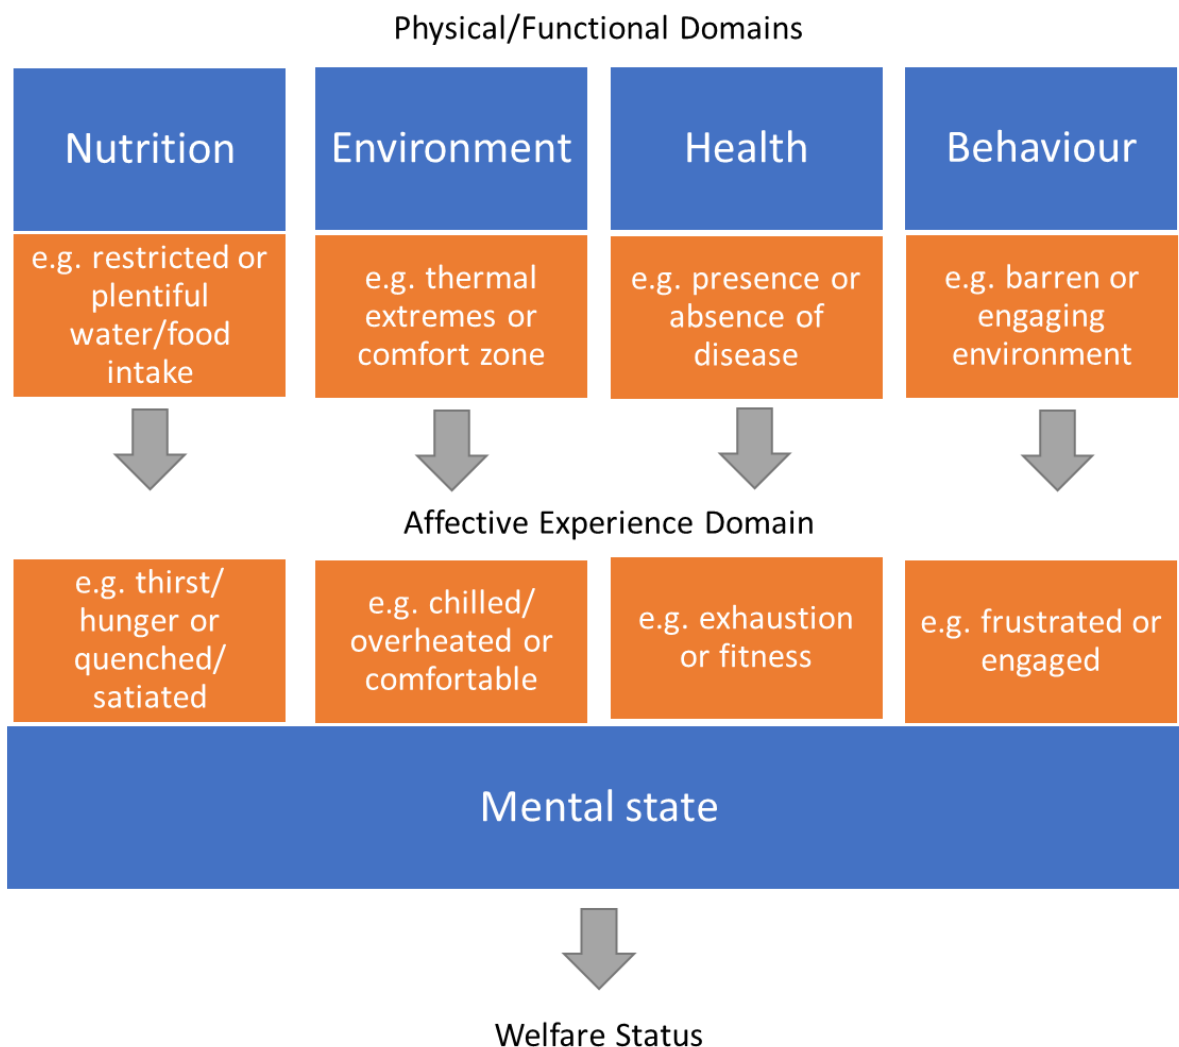 Physical/Functional Domains
Nutrition
Environment
Health
Behaviour
e.g. restricted or
plentiful
water/food
intake
e.g. thermal
extremes or
comfort zone
e.g. presence or
absence of
disease
e.g. barren or
engaging
environment
Affective Experience Domain
e.g. thirst/
hunger or
quenched/
satiated
e.g. chilled/
overheated or
comfortable
e.g. exhaustion
or fitness
e.g. frustrated or
engaged
Mental state
Welfare Status